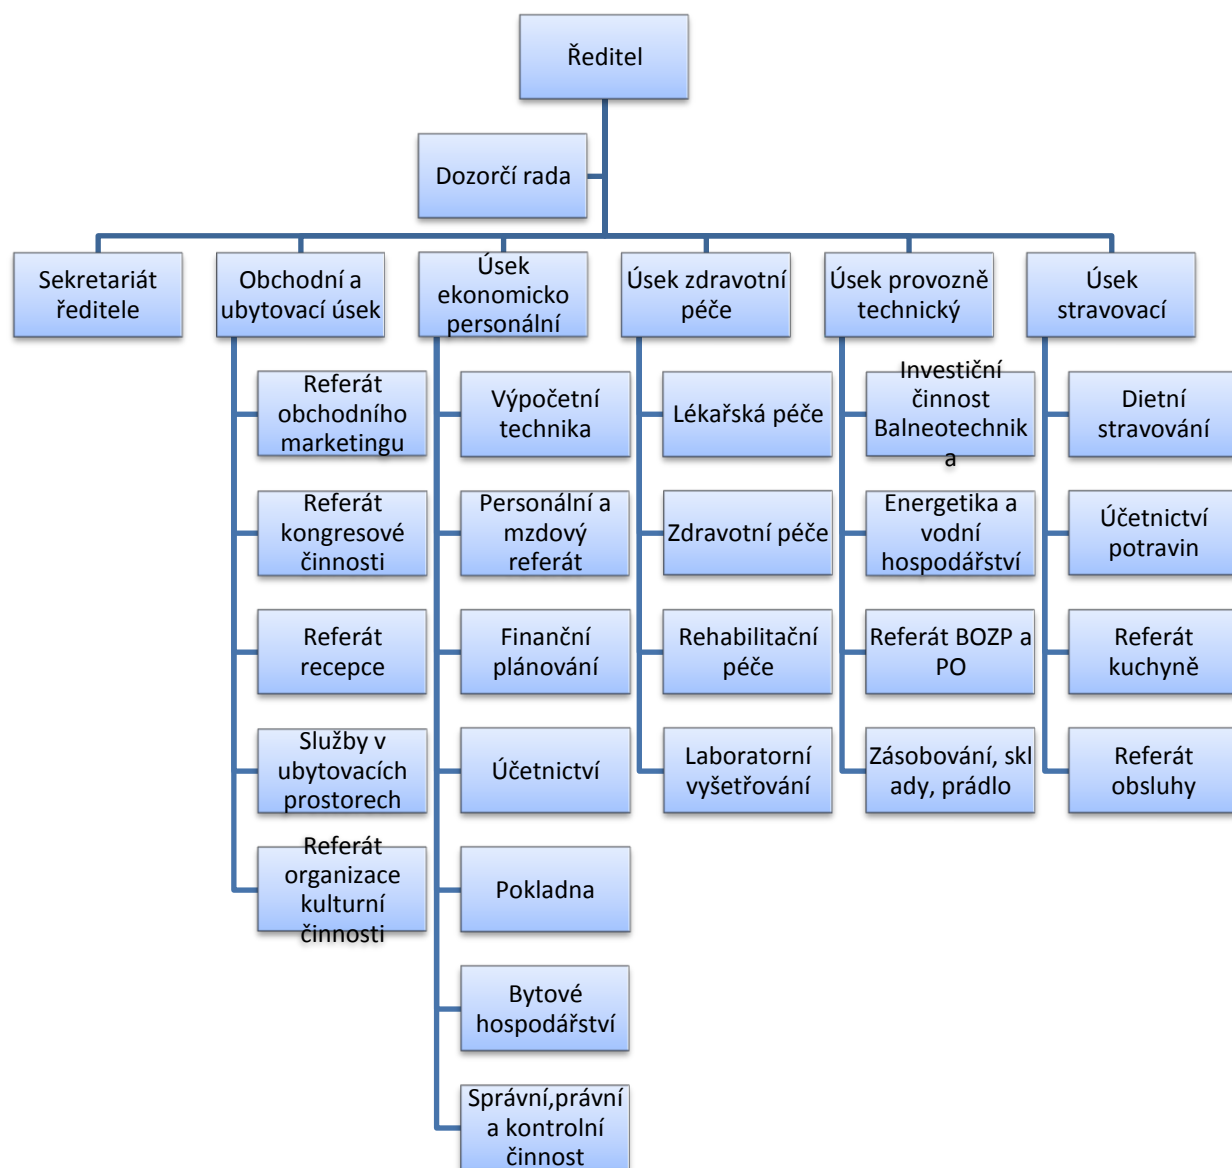 Ředitel
Dozorčí rada
Sekretariát
ředitele
Obchodní a
ubytovací úsek
Úsek
ekonomicko
personální
Úsek zdravotní
péče
Úsek provozně
technický
Úsek
stravovací
Referát
obchodního
marketingu
Referát
kongresové
činnosti
Referát
recepce
Služby v
ubytovacích
prostorech
Referát
organizace
kulturní
činnosti
Výpočetní
technika
Personální a
mzdový
referát
Finanční
plánování
Účetnictví
Pokladna
Bytové
hospodářství
Správní,právní
a kontrolní
činnost
Lékařská péče
Zdravotní péče
Rehabilitační
péče
Laboratorní
vyšetřování
Investiční
činnost
Balneotechnik
a
Energetika a
vodní
hospodářství
Referát BOZP a
PO
Zásobování, skl
ady, prádlo
Dietní
stravování
Účetnictví
potravin
Referát
kuchyně
Referát
obsluhy